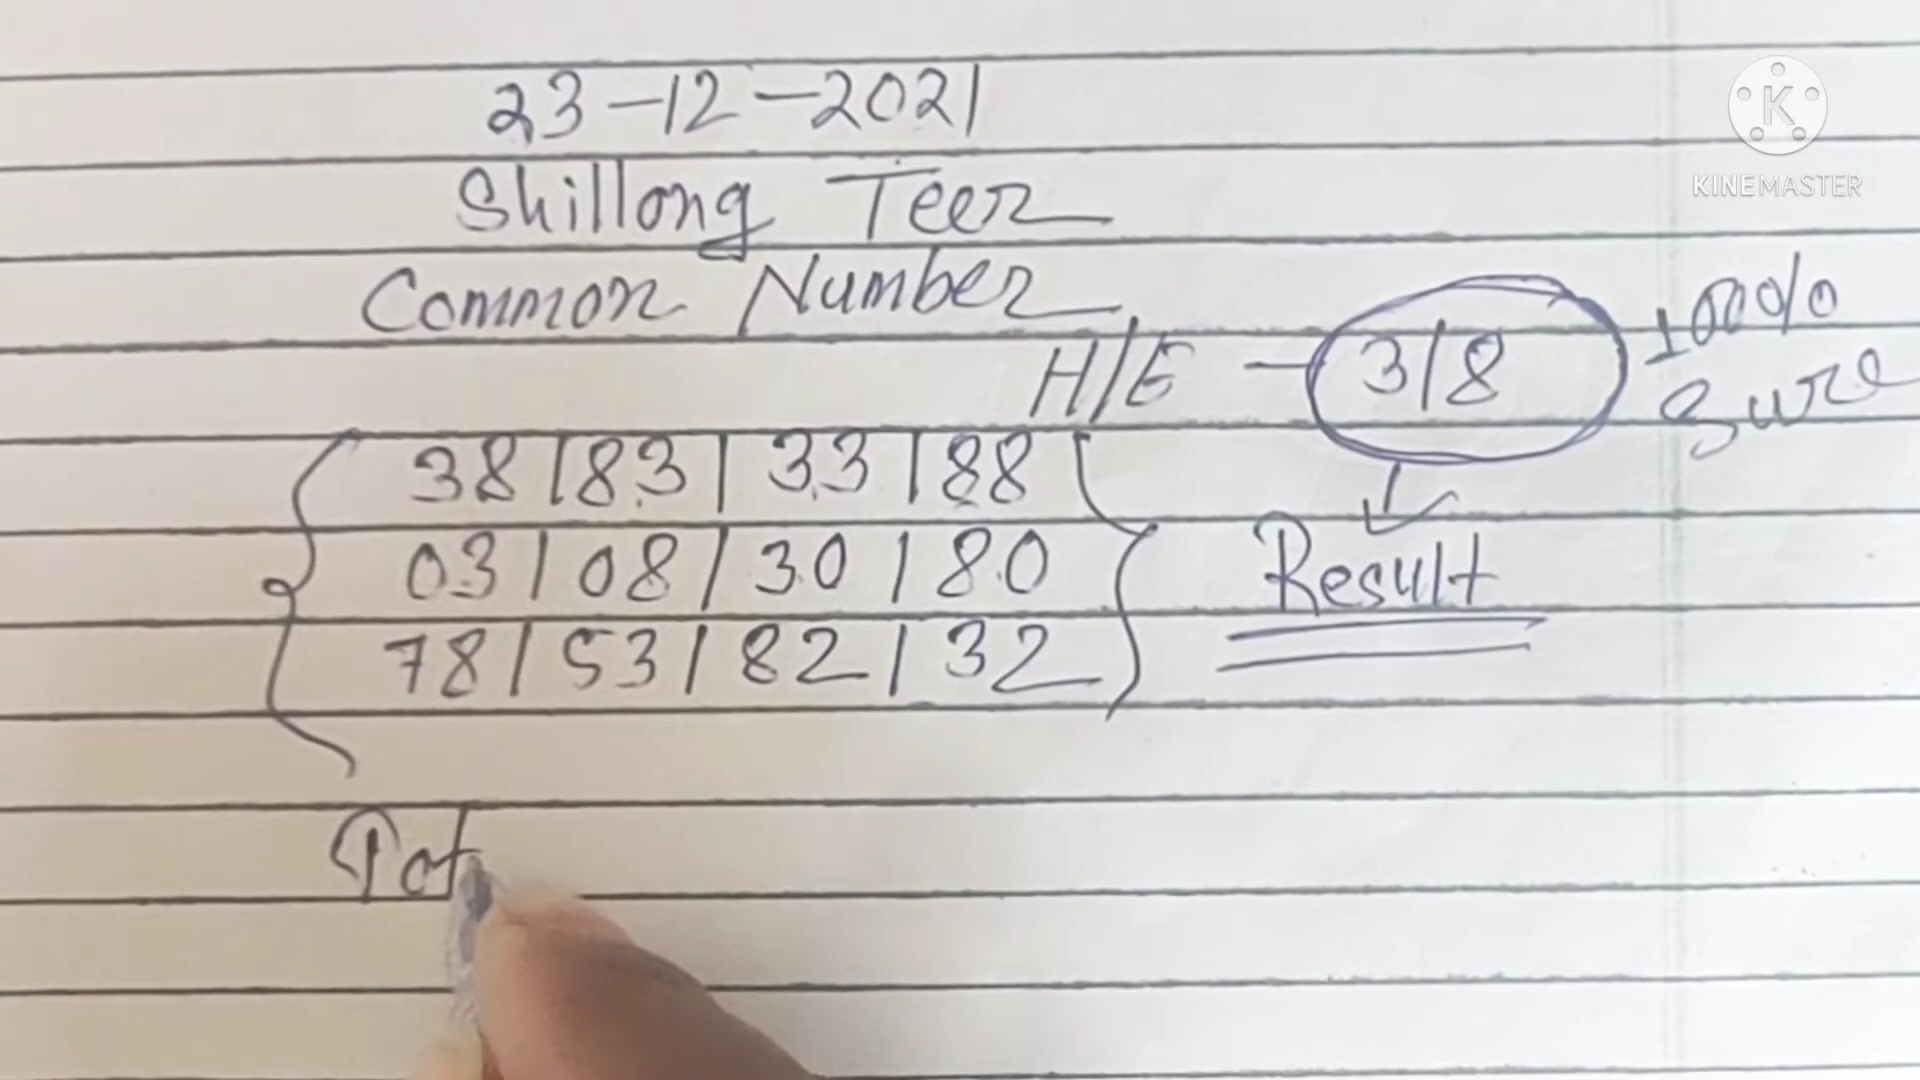 23-12-2021
Shillong Teer
Common Number
H/E - 3/8 100% Sure
38 | 83 | 33 | 88
03 | 08 | 30 | 80
78 | 53 | 82 | 32
Result
Pat
K
KINEMASTER